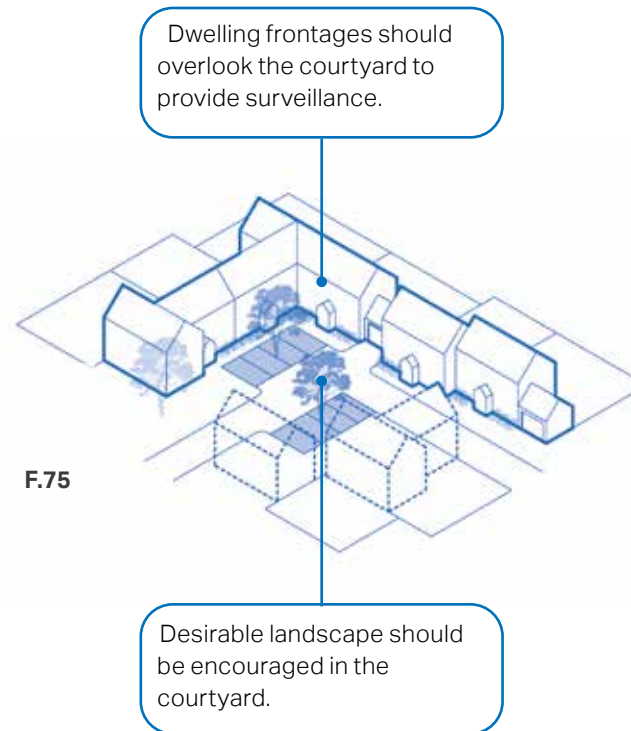 Dwelling frontages should
overlook the courtyard to
provide surveillance.
F.75
Desirable landscape should
be encouraged in the
courtyard.